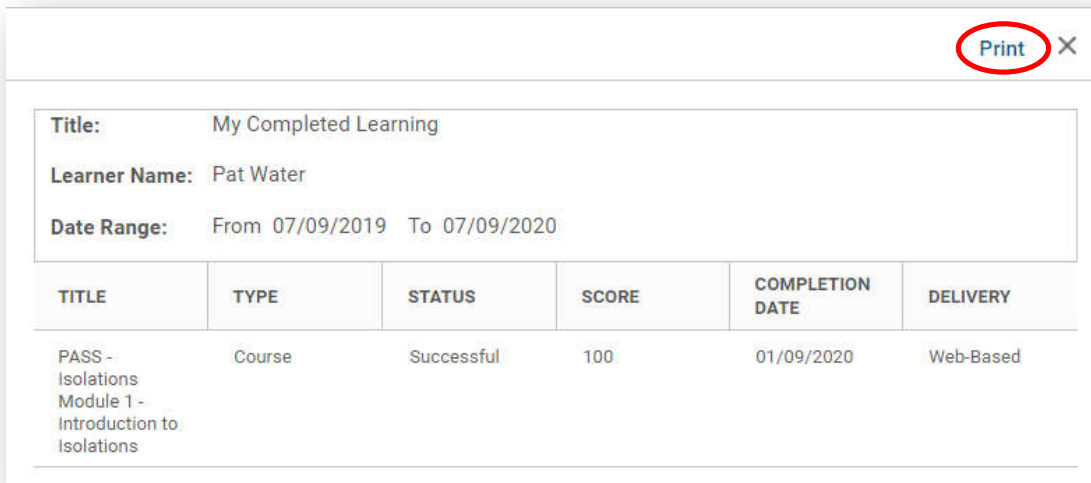 Print ×
Title: My Completed Learning
Learner Name: Pat Water
Date Range: From 07/09/2019 To 07/09/2020
TITLE TYPE STATUS SCORE COMPLETION DATE DELIVERY
PASS - Course Successful 100 01/09/2020 Web-Based
Isolations
Module 1 -
Introduction to
Isolations